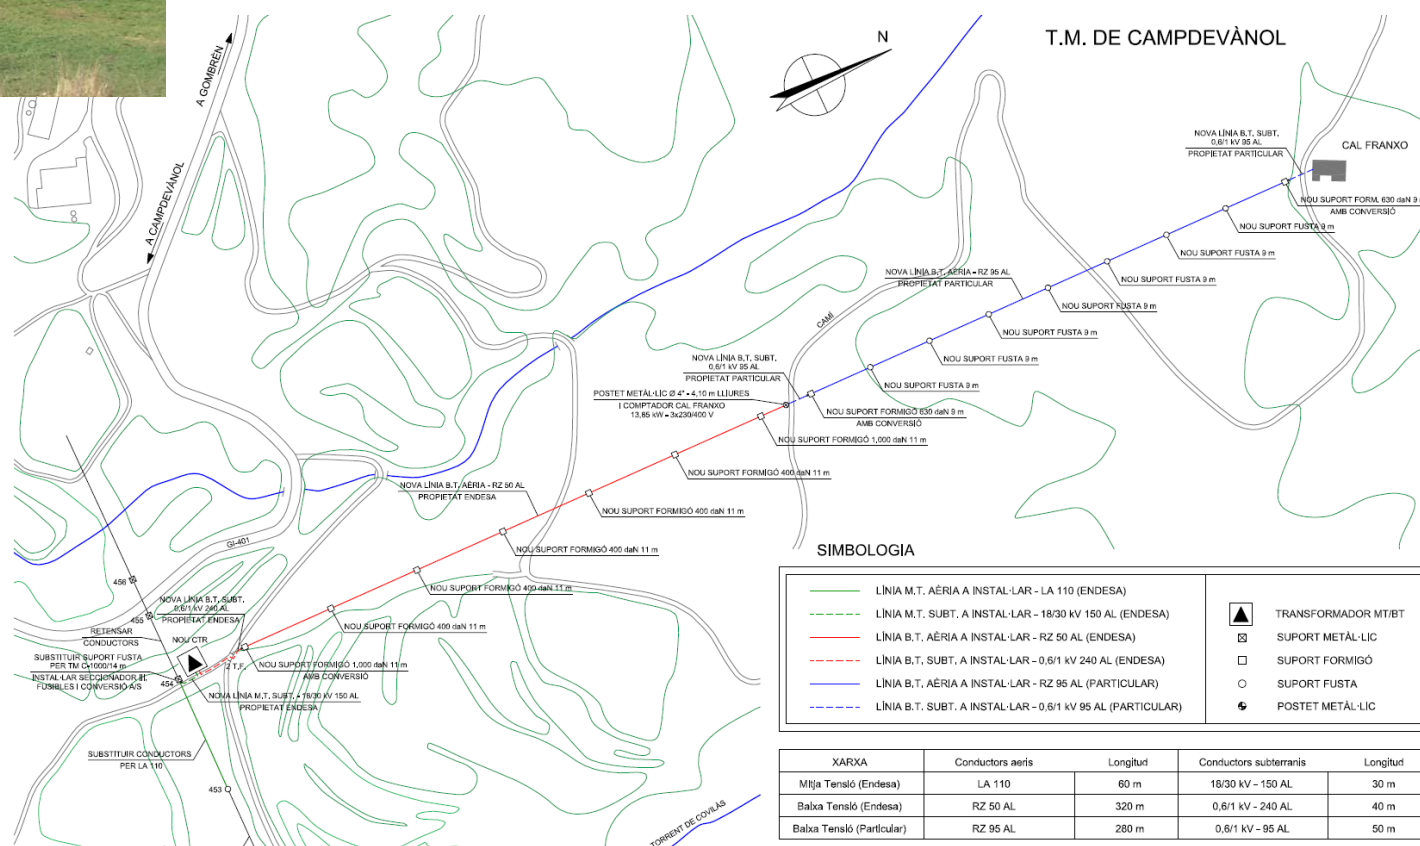 T.M. DE CAMPDEVÀNOL
N
A GOMBRÈN
A CAMPDEVÀNOL
NOVA LÍNIA B.T. SUBT.
0,6/1 kV 95 AL
PROPIETAT PARTICULAR
CAL FRANXO
NOU SUPORT FORM. 630 daN 9
AMB CONVERSIÓ
NOU SUPORT FUSTA 9 m
NOU SUPORT FUSTA 9 m
NOU SUPORT FUSTA 9 m
NOU SUPORT FUSTA 9 m
NOU SUPORT FUSTA 9 m
NOU SUPORT FUSTA 9 m
NOU SUPORT FUSTA 9 m
NOVA LÍNIA B.T. AÈRIA - RZ 95 AL
PROPIETAT PARTICULAR
CAMÍ
NOVA LÍNIA B.T. SUBT.
0,6/1 kV 95 AL
PROPIETAT PARTICULAR
POSTET METÀL·LIC Ø 4" - 4,10 m LLIURES
I COMPTADOR CAL FRANXO
13,85 kW - 3x230/400 V
NOU SUPORT FORMIGÓ 630 daN 9 m
AMB CONVERSIÓ
NOU SUPORT FORMIGÓ 1.000 daN 11 m
NOU SUPORT FORMIGÓ 400 daN 11 m
NOU SUPORT FORMIGÓ 400 daN 11 m
NOU SUPORT FORMIGÓ 400 daN 11 m
NOU SUPORT FORMIGÓ 400 daN 11 m
NOU SUPORT FORMIGÓ 400 daN 11 m
NOVA LÍNIA B.T. AÈRIA - RZ 50 AL
PROPIETAT ENDESA
GI-401
456
455
454
453
NOVA LÍNIA B.T. SUBT.
0,6/1 kV 240 AL
PROPIETAT ENDESA
RETENSAR
CONDUCTORS
NOU CTR
SUBSTITUIR SUPORT FUSTA
PER TM C-1000/14 m
INSTAL·LAR SECCIONADOR III,
FUSIBLES I CONVERSIÓ A/S
2 T.F.
NOU SUPORT FORMIGÓ 1.000 daN 11 m
AMB CONVERSIÓ
NOVA LÍNIA M.T. SUBT. - 18/30 kV 150 AL
PROPIETAT ENDESA
SUBSTITUIR CONDUCTORS
PER LA 110
TORRENT DE COVILÀS
SIMBOLOGIA
LÍNIA M.T. AÈRIA A INSTAL·LAR - LA 110 (ENDESA)
LÍNIA M.T. SUBT. A INSTAL·LAR - 18/30 kV 150 AL (ENDESA)
LÍNIA B.T. AÈRIA A INSTAL·LAR - RZ 50 AL (ENDESA)
LÍNIA B.T. SUBT. A INSTAL·LAR - 0,6/1 kV 240 AL (ENDESA)
LÍNIA B.T. AÈRIA A INSTAL·LAR - RZ 95 AL (PARTICULAR)
LÍNIA B.T. SUBT. A INSTAL·LAR - 0,6/1 kV 95 AL (PARTICULAR)
TRANSFORMADOR MT/BT
SUPORT METÀL·LIC
SUPORT FORMIGÓ
SUPORT FUSTA
POSTET METÀL·LIC
XARXA Conductors aeris Longitud Conductors subterranis Longitud
Mitja Tensió (Endesa) LA 110 60 m 18/30 kV - 150 AL 30 m
Baixa Tensió (Endesa) RZ 50 AL 320 m 0,6/1 kV - 240 AL 40 m
Baixa Tensió (Particular) RZ 95 AL 280 m 0,6/1 kV - 95 AL 50 m